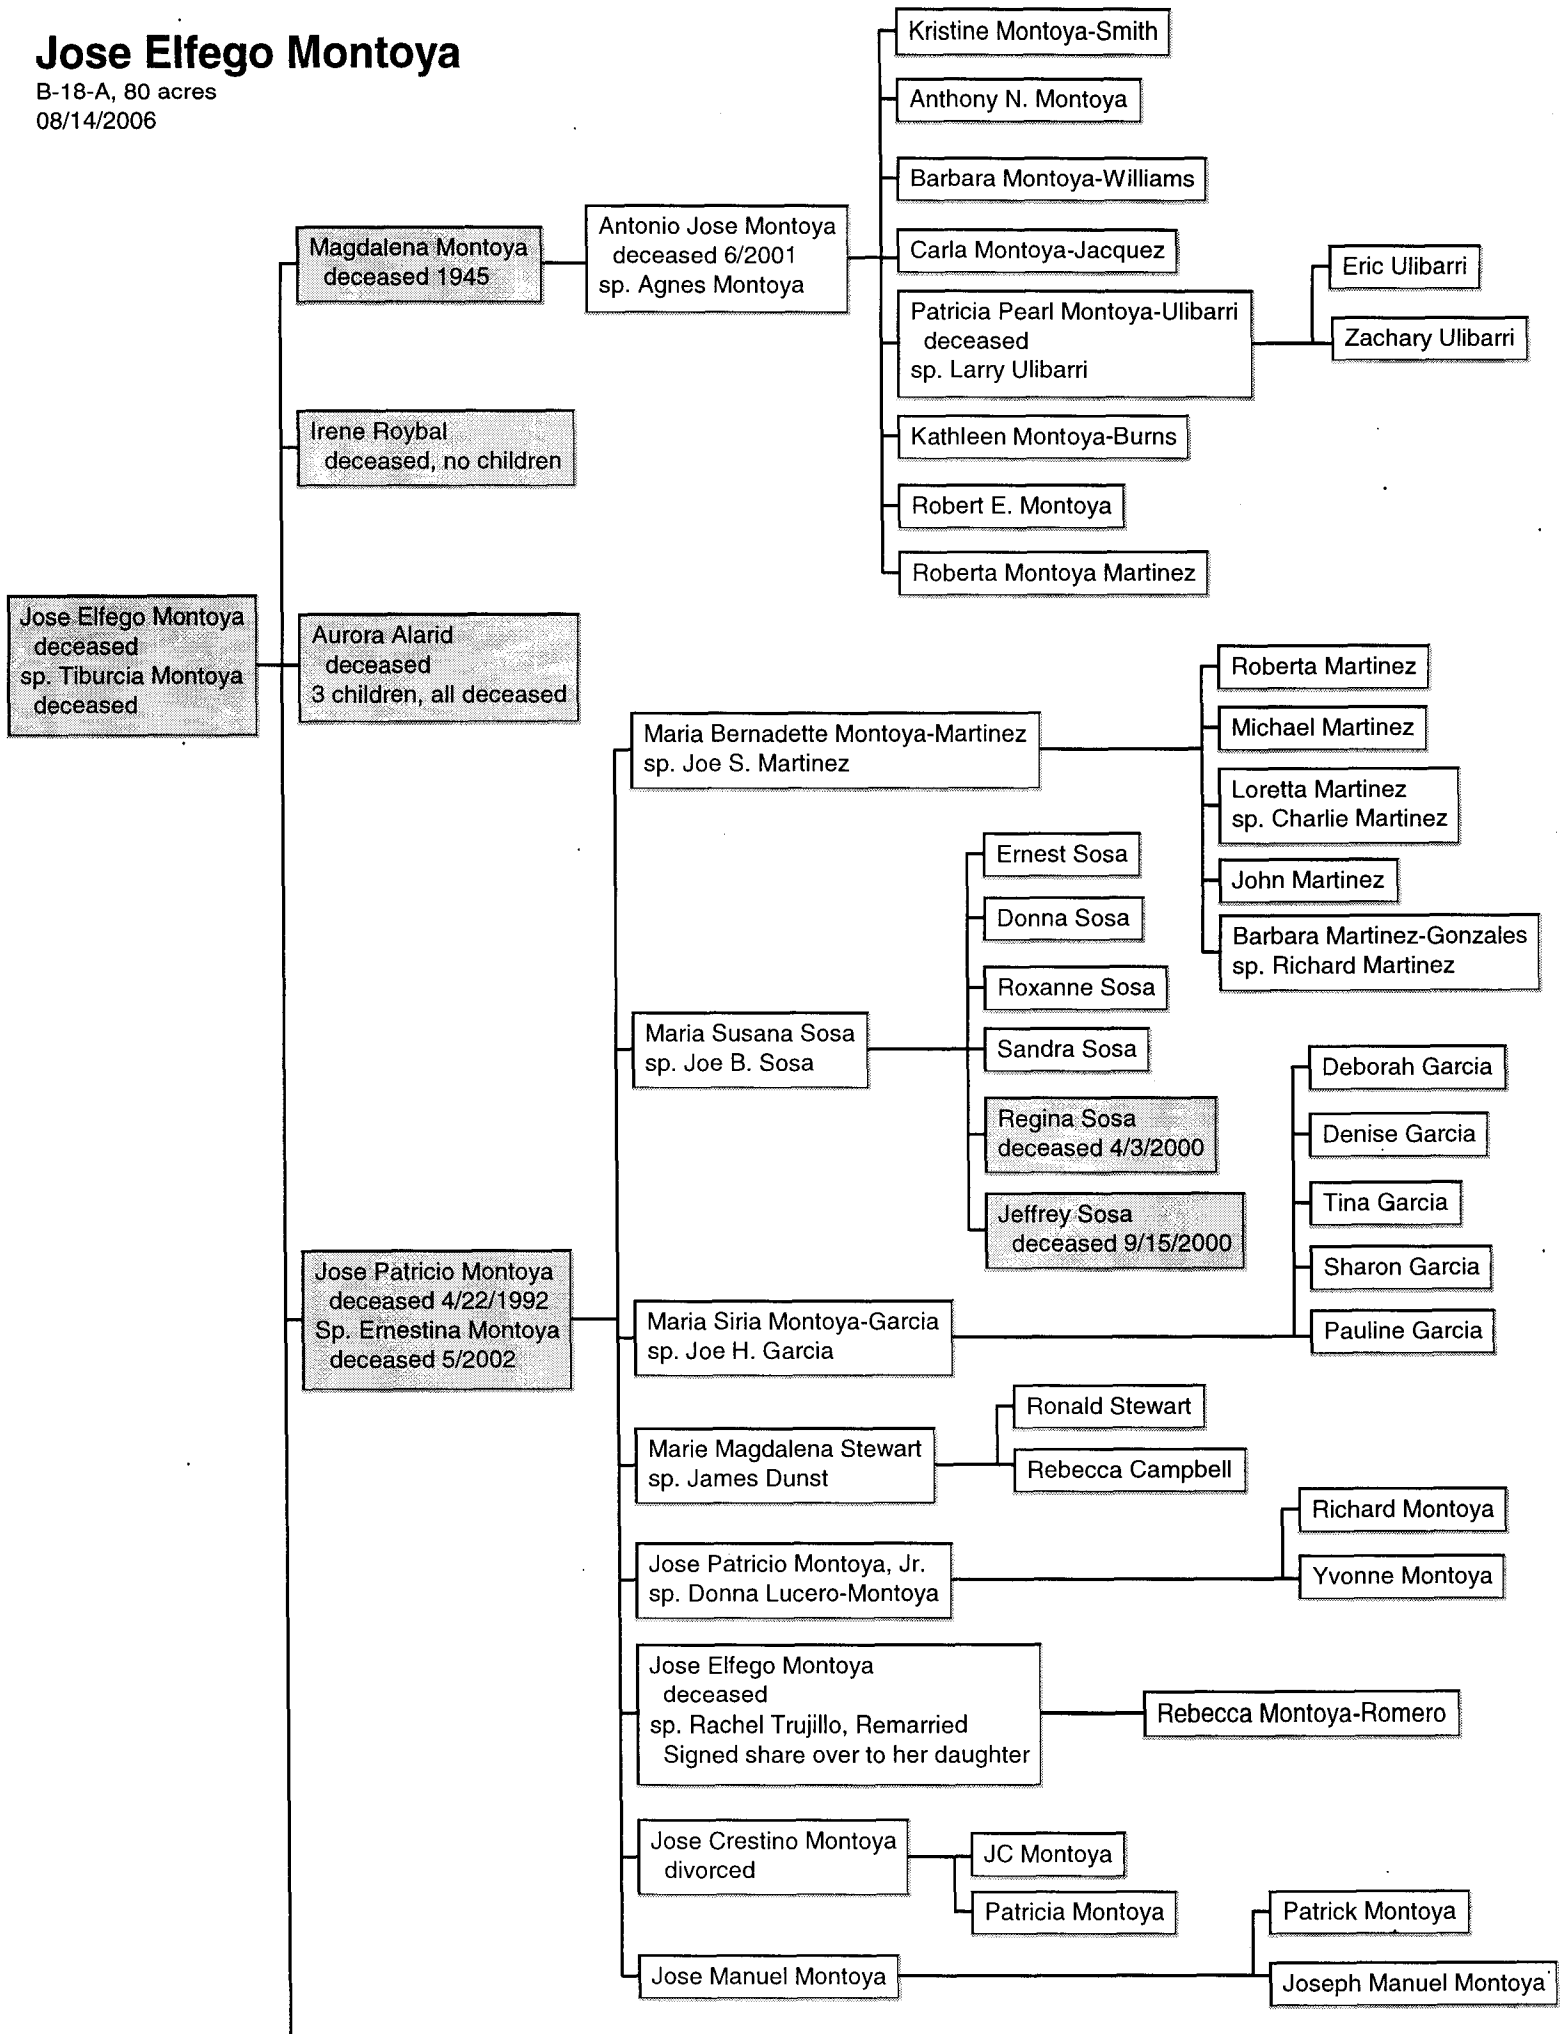 Jose Elfego Montoya
B-18-A, 80 acres
08/14/2006
Kristine Montoya-Smith
Anthony N. Montoya
Barbara Montoya-Williams
Magdalena Montoya
deceased 1945
Antonio Jose Montoya
deceased 6/2001
sp. Agnes Montoya
Carla Montoya-Jacquez
Patricia Pearl Montoya-Ulibarri
deceased
sp. Larry Ulibarri
Eric Ulibarri
Zachary Ulibarri
Irene Roybal
deceased, no children
Kathleen Montoya-Burns
Robert E. Montoya
Roberta Montoya Martinez
Jose Elfego Montoya
deceased
sp. Tiburcia Montoya
deceased
Aurora Alarid
deceased
3 children, all deceased
Maria Bernadette Montoya-Martinez
sp. Joe S. Martinez
Roberta Martinez
Michael Martinez
Loretta Martinez
sp. Charlie Martinez
John Martinez
Barbara Martinez-Gonzales
sp. Richard Martinez
Maria Susana Sosa
sp. Joe B. Sosa
Ernest Sosa
Donna Sosa
Roxanne Sosa
Sandra Sosa
Regina Sosa
deceased 4/3/2000
Jeffrey Sosa
deceased 9/15/2000
Jose Patricio Montoya
deceased 4/22/1992
Sp. Ernestina Montoya
deceased 5/2002
Maria Siria Montoya-Garcia
sp. Joe H. Garcia
Deborah Garcia
Denise Garcia
Tina Garcia
Sharon Garcia
Pauline Garcia
Marie Magdalena Stewart
sp. James Dunst
Ronald Stewart
Rebecca Campbell
Jose Patricio Montoya, Jr.
sp. Donna Lucero-Montoya
Richard Montoya
Yvonne Montoya
Jose Elfego Montoya
deceased
sp. Rachel Trujillo, Remarried
Signed share over to her daughter
Rebecca Montoya-Romero
Jose Crestino Montoya
divorced
JC Montoya
Patricia Montoya
Jose Manuel Montoya
Patrick Montoya
Joseph Manuel Montoya